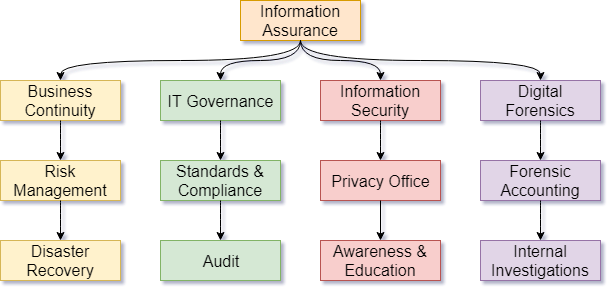 Information
Assurance
Business
Continuity
IT Governance
Information
Security
Digital
Forensics
Risk
Management
Standards &
Compliance
Privacy Office
Forensic
Accounting
Disaster
Recovery
Audit
Awareness &
Education
Internal
Investigations